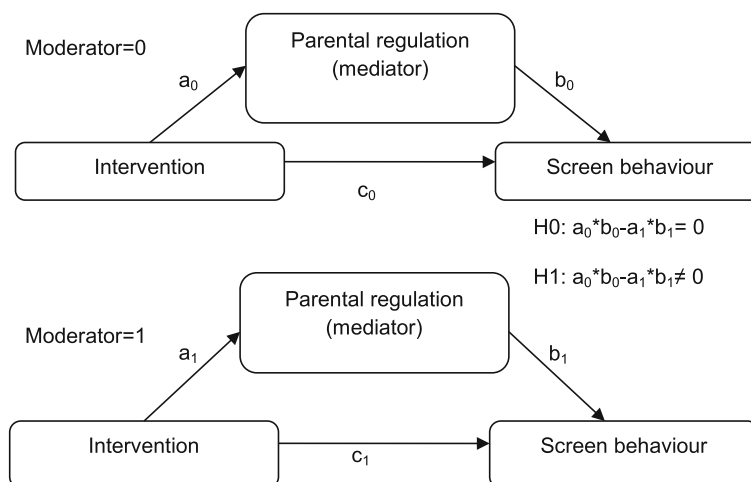 Parental regulation
(mediator)
Moderator=0
a₀
b₀
Intervention
Screen behaviour
c₀
H0: a₀*b₀-a₁*b₁= 0
H1: a₀*b₀-a₁*b₁≠ 0
Parental regulation
(mediator)
Moderator=1
a₁
b₁
Intervention
Screen behaviour
c₁